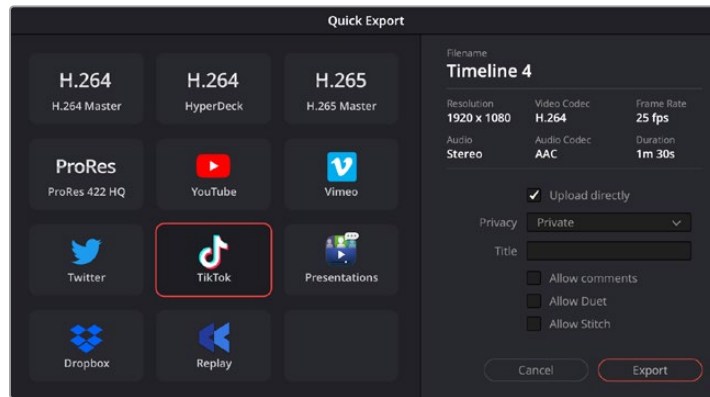 Quick Export
H.264
H.264 Master
H.264
HyperDeck
H.265
H.265 Master
ProRes
ProRes 422 HQ
YouTube
Vimeo
Twitter
TikTok
Presentations
Dropbox
Replay
Filename
Timeline 4
Resolution Video Codec Frame Rate
1920 x 1080 H.264 25 fps
Audio Audio Codec Duration
Stereo AAC 1m 30s
Upload directly
Privacy Private
Title
Allow comments
Allow Duet
Allow Stitch
Cancel Export